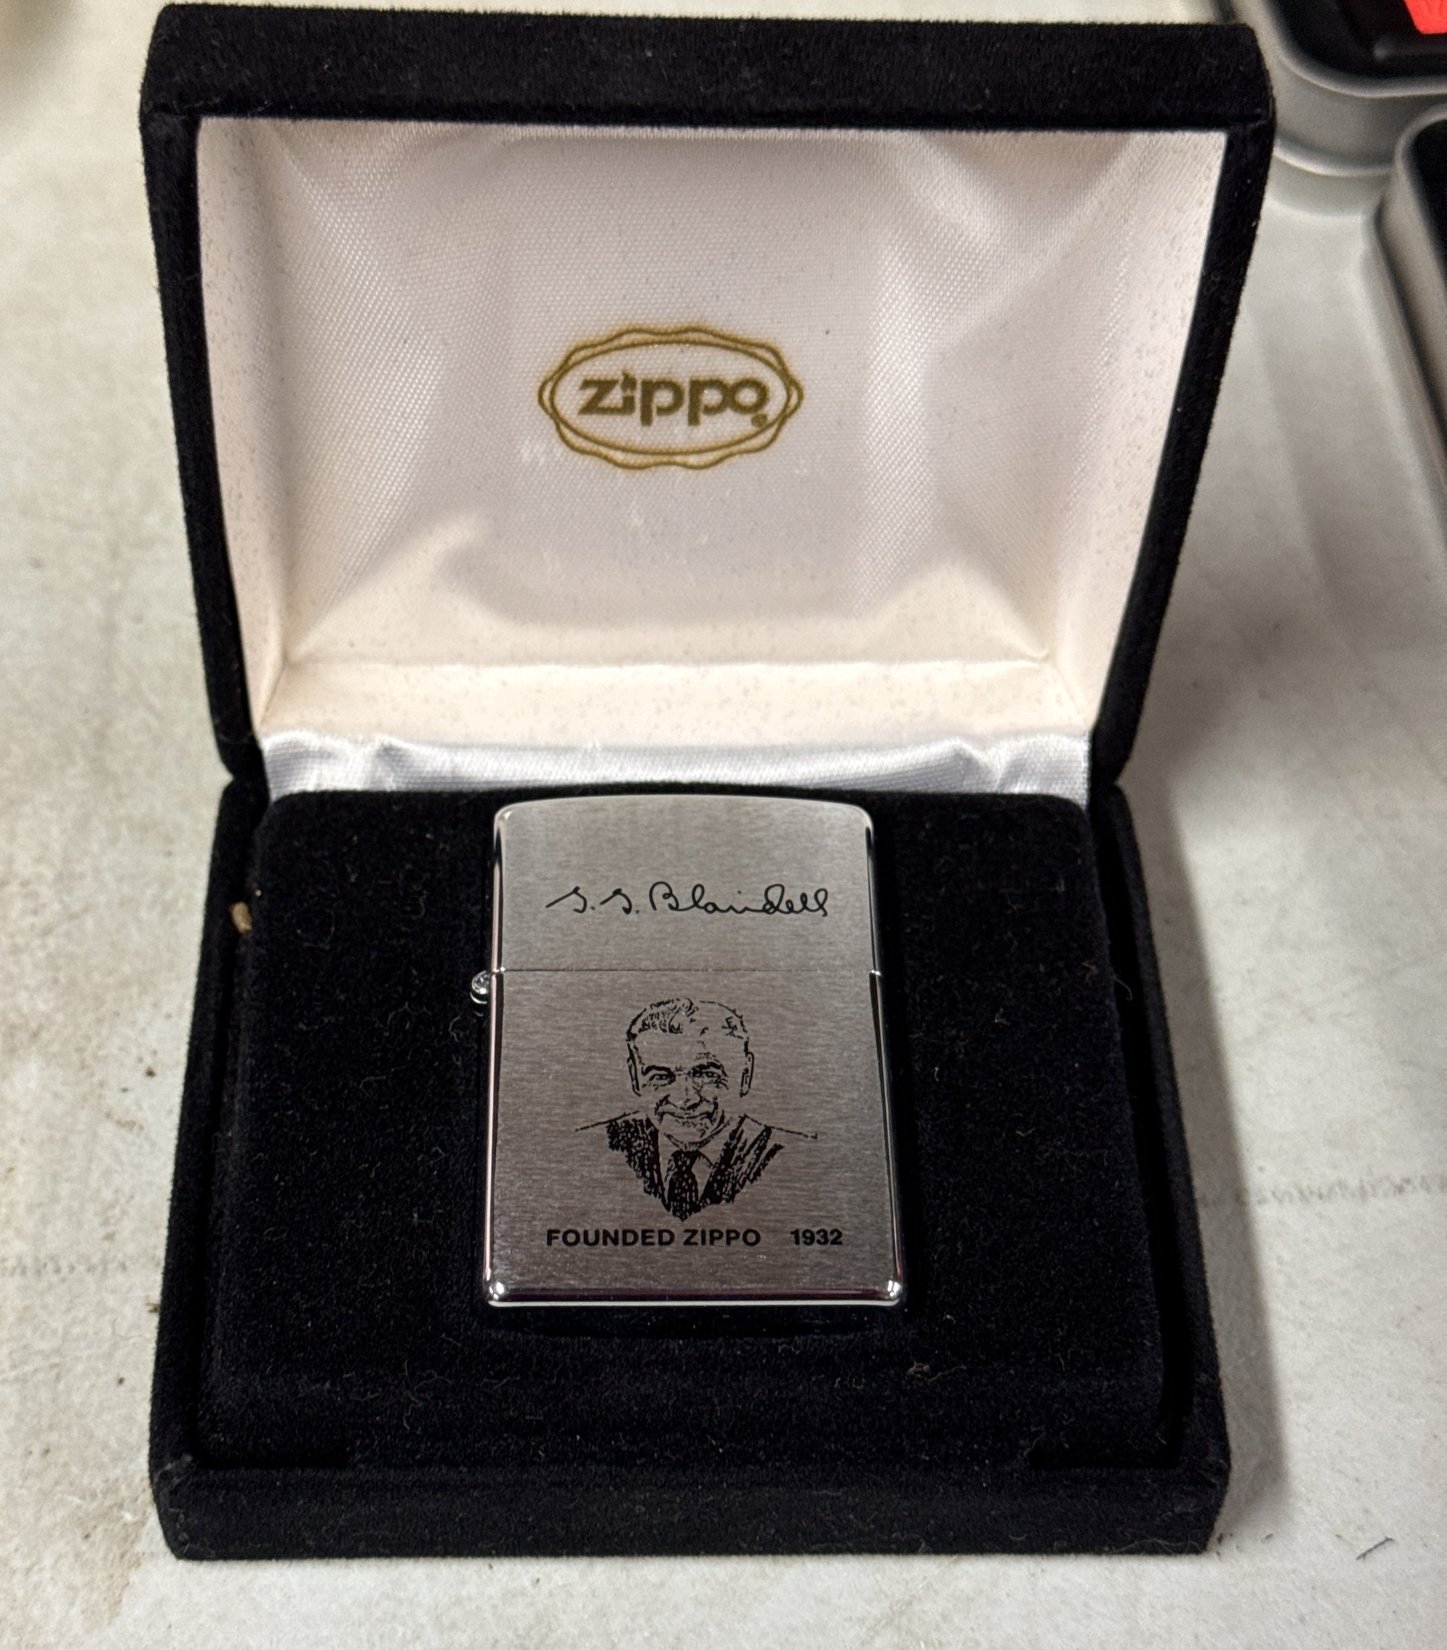 zippo®
G.G. Blaisdell
FOUNDED ZIPPO 1932